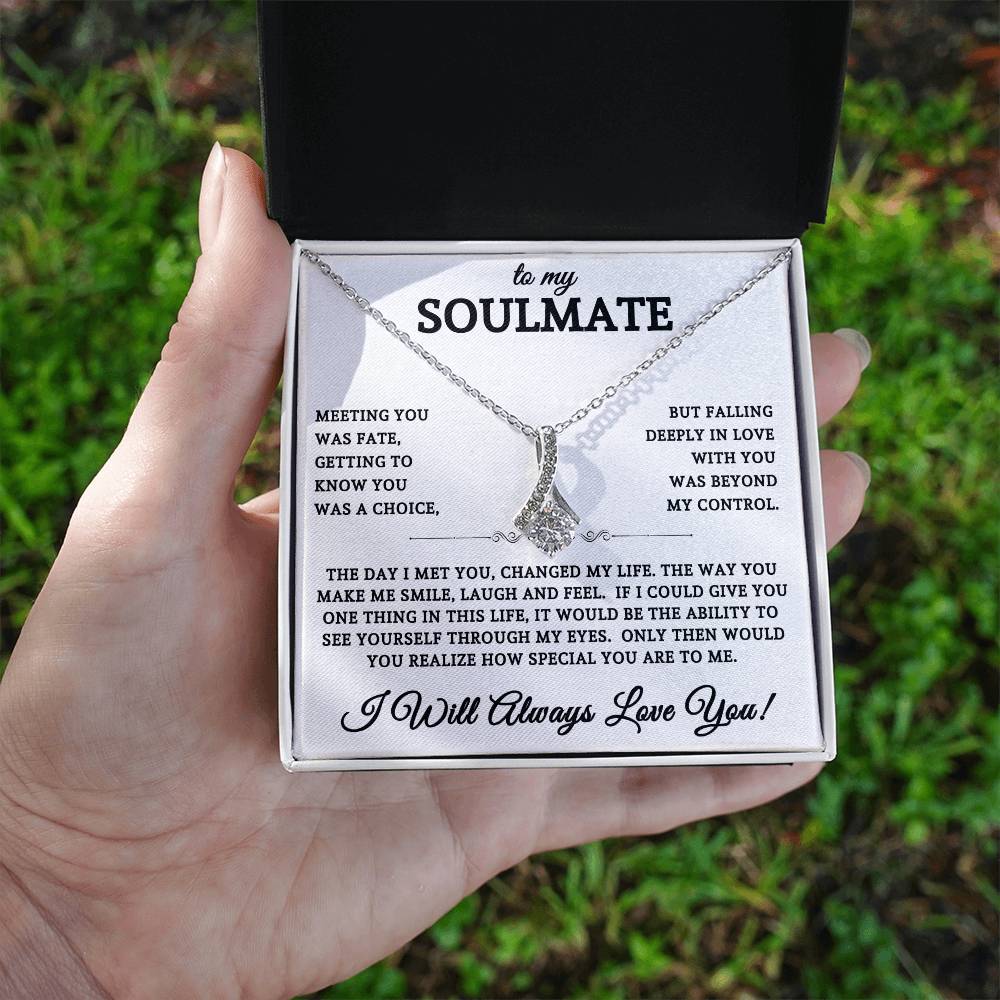 to my
SOULMATE
MEETING YOU
WAS FATE,
GETTING TO
KNOW YOU
WAS A CHOICE,
BUT FALLING
DEEPLY IN LOVE
WITH YOU
WAS BEYOND
MY CONTROL.
THE DAY I MET YOU, CHANGED MY LIFE. THE WAY YOU
MAKE ME SMILE, LAUGH AND FEEL. IF I COULD GIVE YOU
ONE THING IN THIS LIFE, IT WOULD BE THE ABILITY TO
SEE YOURSELF THROUGH MY EYES. ONLY THEN WOULD
YOU REALIZE HOW SPECIAL YOU ARE TO ME.
I Will Always Love You!